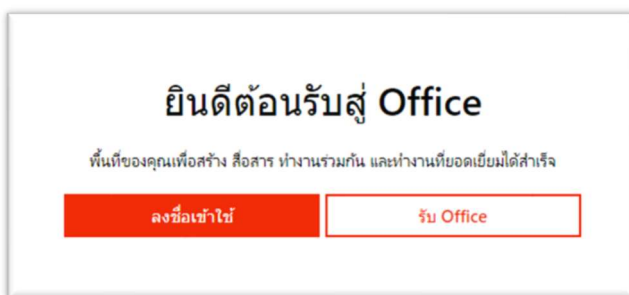 ยินดีต้อนรับสู่ Office
พื้นที่ของคุณเพื่อสร้าง สื่อสาร ทำงานร่วมกัน และทำงานที่ยอดเยี่ยมได้สำเร็จ
ลงชื่อเข้าใช้
รับ Office